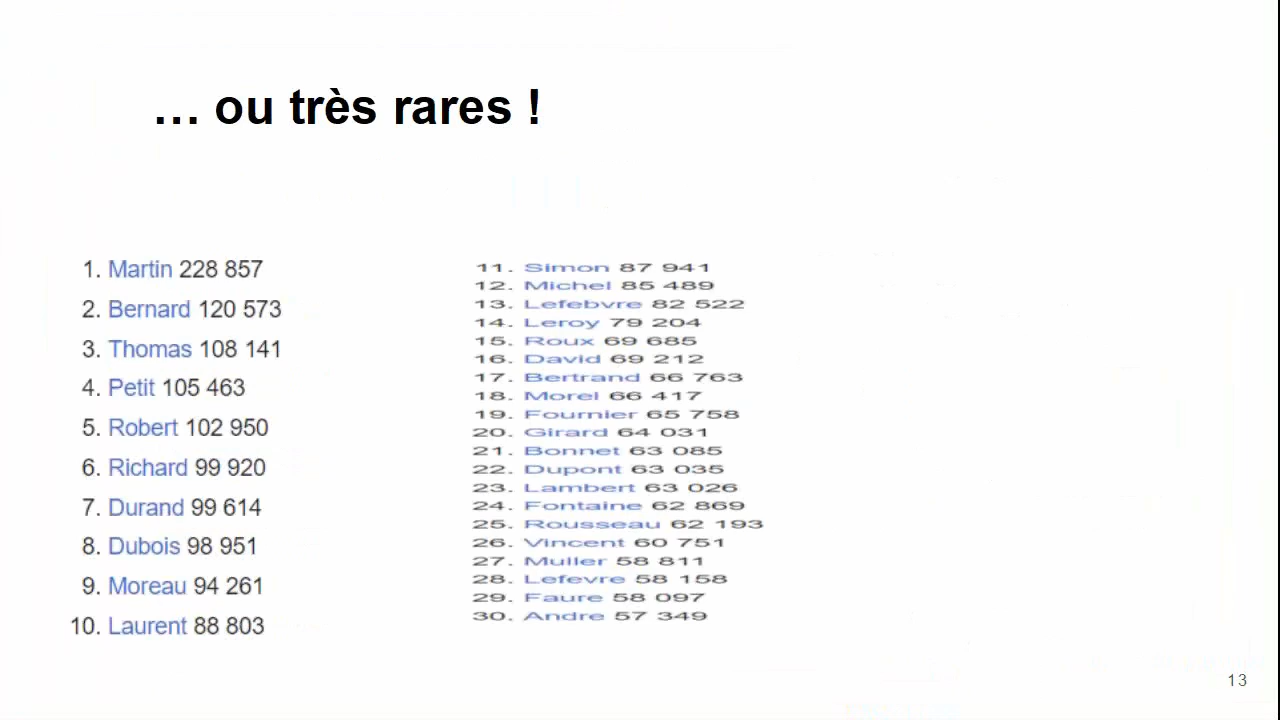 … ou très rares !
1. Martin 228 857
2. Bernard 120 573
3. Thomas 108 141
4. Petit 105 463
5. Robert 102 950
6. Richard 99 920
7. Durand 99 614
8. Dubois 98 951
9. Moreau 94 261
10. Laurent 88 803
11. Simon 87 941
12. Michel 85 489
13. Lefebvre 82 522
14. Leroy 79 204
15. Roux 69 685
16. David 69 212
17. Bertrand 66 763
18. Morel 66 417
19. Fournier 65 758
20. Girard 64 031
21. Bonnet 63 085
22. Dupont 63 035
23. Lambert 63 026
24. Fontaine 62 869
25. Rousseau 62 193
26. Vincent 60 751
27. Muller 58 811
28. Lefevre 58 158
29. Faure 58 097
30. Andre 57 349
13